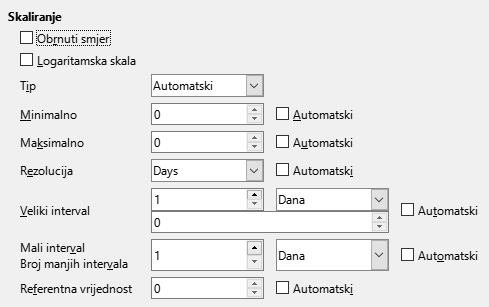 Skaliranje
Obrnuti smjer
Logaritamska skala
Tip Automatski
Minimalno 0 Automatski
Maksimalno 0 Automatski
Rezolucija Days Automatski
Veliki interval 1 Dana Automatski
0
Mali interval
Broj manjih intervala 1 Dana Automatski
Referentna vrijednost 0 Automatski